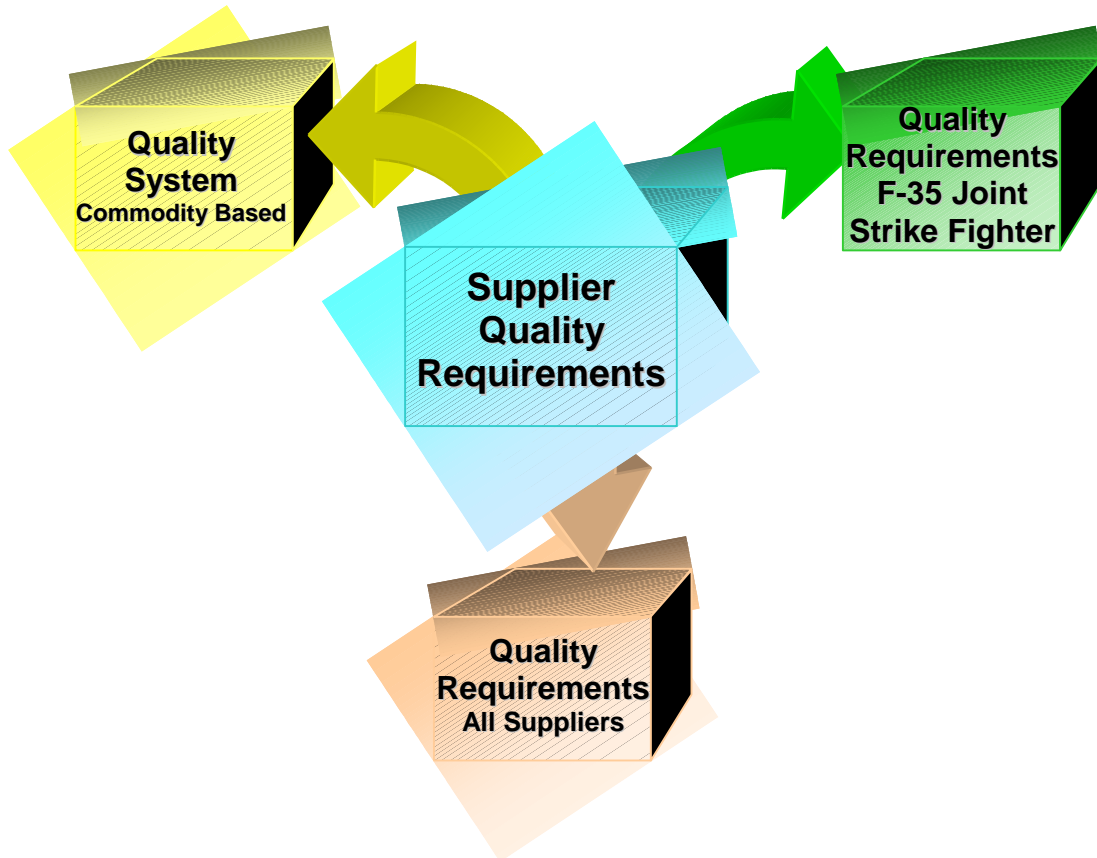 Quality
System
Commodity Based
Quality
Requirements
F-35 Joint
Strike Fighter
Supplier
Quality
Requirements
Quality
Requirements
All Suppliers